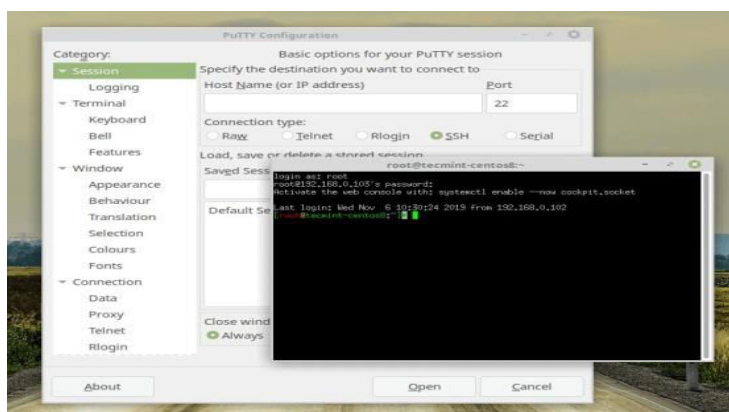 PuTTY Configuration
Category:
Basic options for your PuTTY session
Session
Logging
Terminal
Keyboard
Bell
Features
Window
Appearance
Behaviour
Translation
Selection
Colours
Fonts
Connection
Data
Proxy
Telnet
Rlogin
Specify the destination you want to connect to
Host Name (or IP address)
Port
22
Connection type:
Raw
Telnet
Rlogin
SSH
Serial
Load, save or delete a stored session
Saved Sess
Default Se
Close wind
Always
About
Open
Cancel
root@tecmint-centos8:~
login as: root
root@192.168.0.103's password:
Activate the web console with: systemctl enable --now cockpit.socket
Last login: Wed Nov 6 10:30:24 2019 from 192.168.0.102
[root@tecmint-centos8:~]#